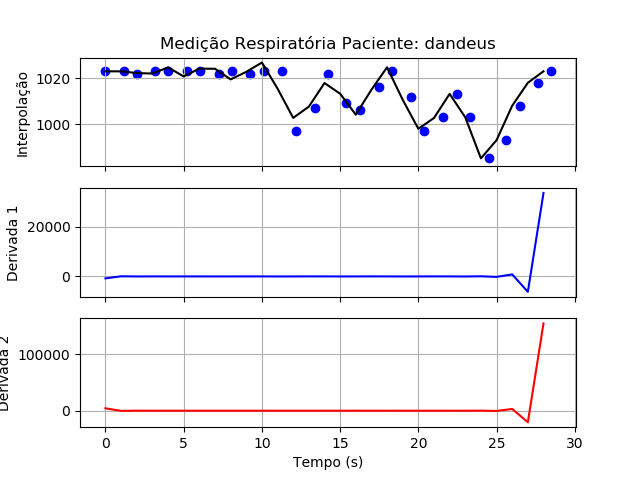 Medição Respiratória Paciente: dandeus
Interpolação
1020
1000
Derivada 1
20000
0
Derivada 2
100000
0
0 5 10 15 20 25 30
Tempo (s)